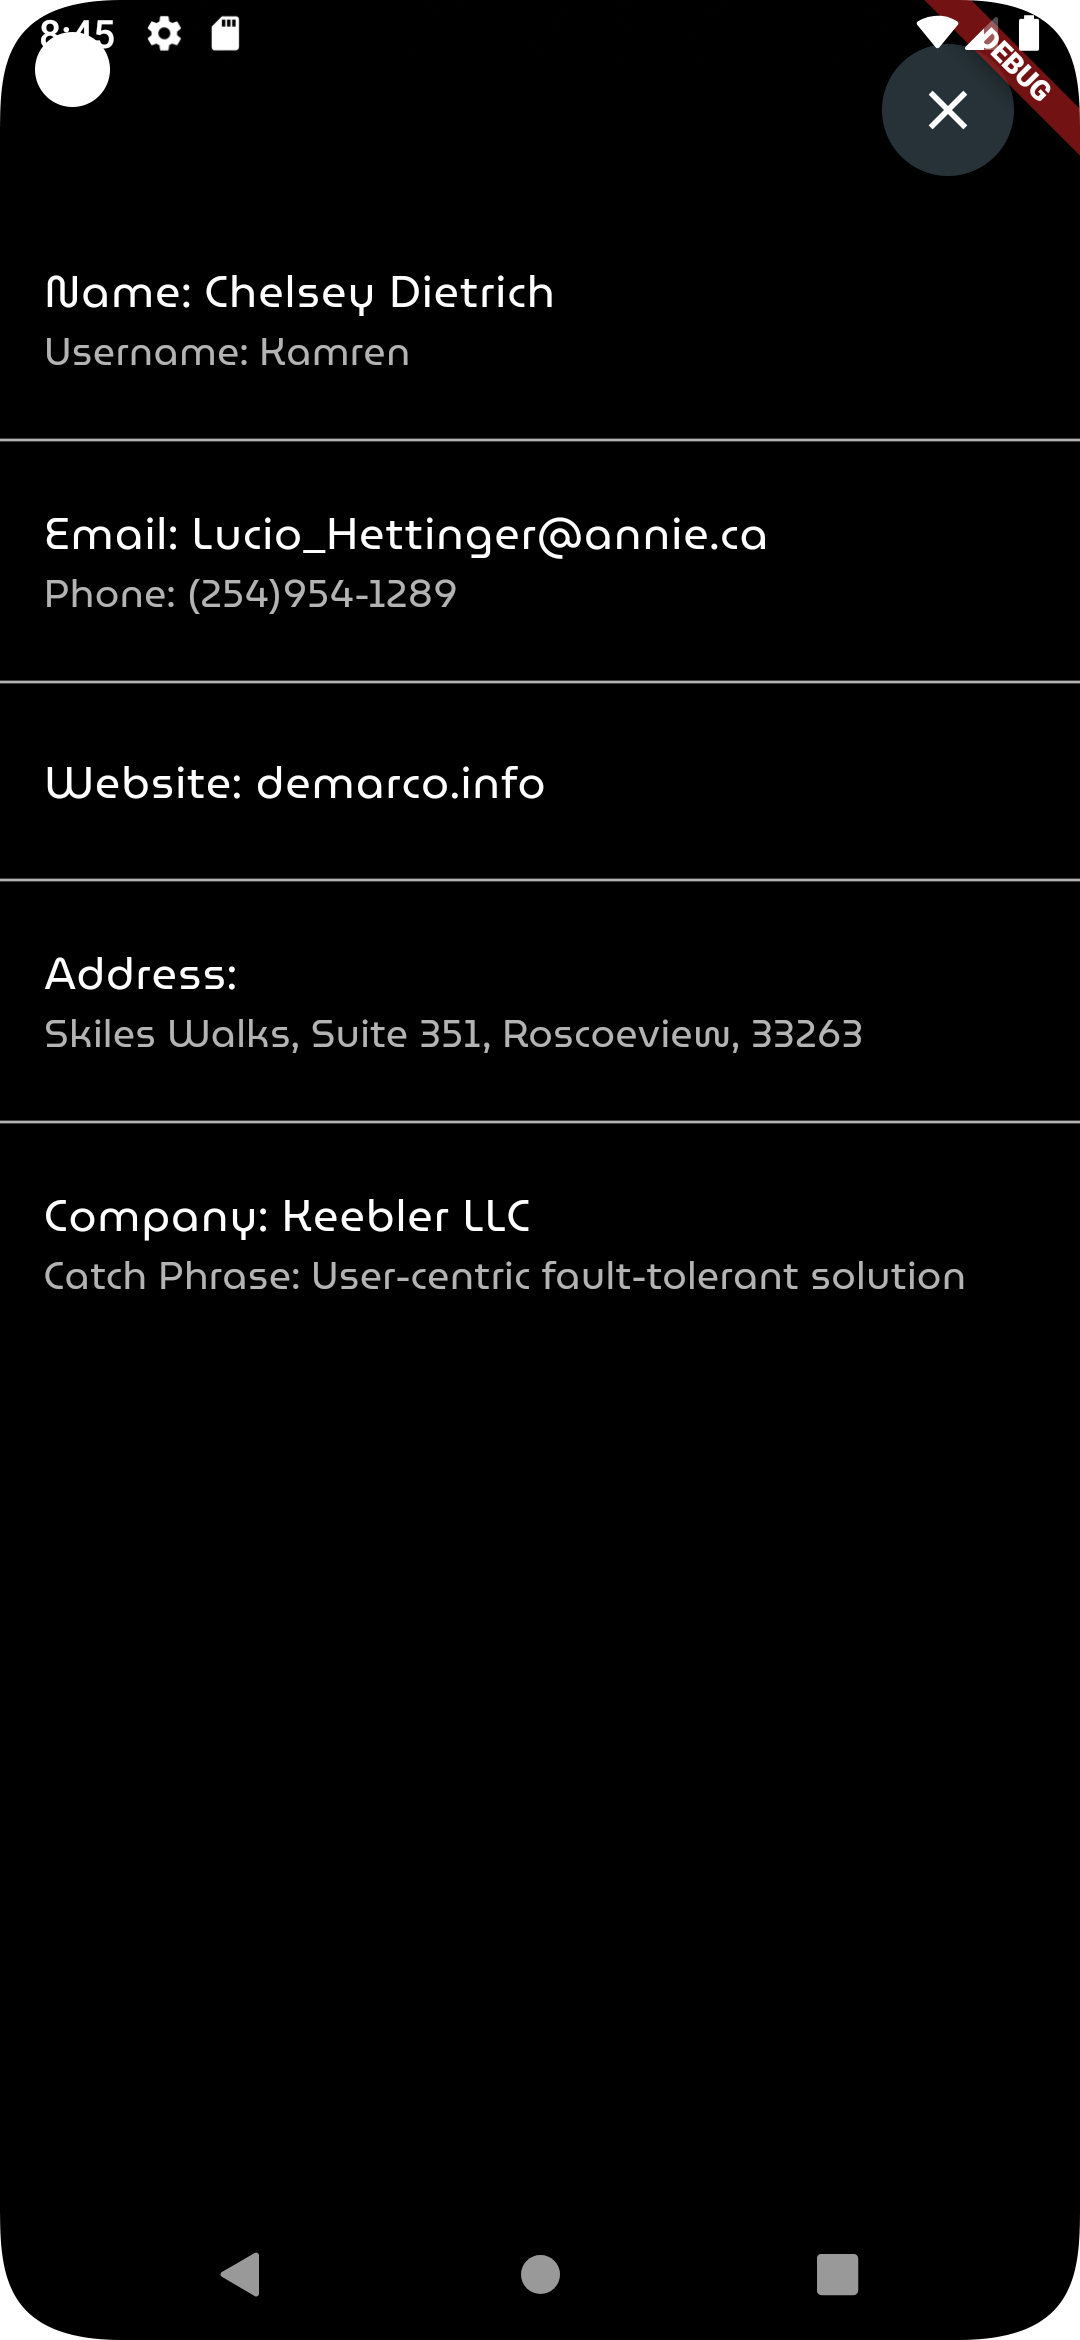 8:45
DEBUG
Name: Chelsey Dietrich
Username: Kamren
Email: Lucio_Hettinger@annie.ca
Phone: (254)954-1289
Website: demarco.info
Address:
Skiles Walks, Suite 351, Roscoeview, 33263
Company: Keebler LLC
Catch Phrase: User-centric fault-tolerant solution